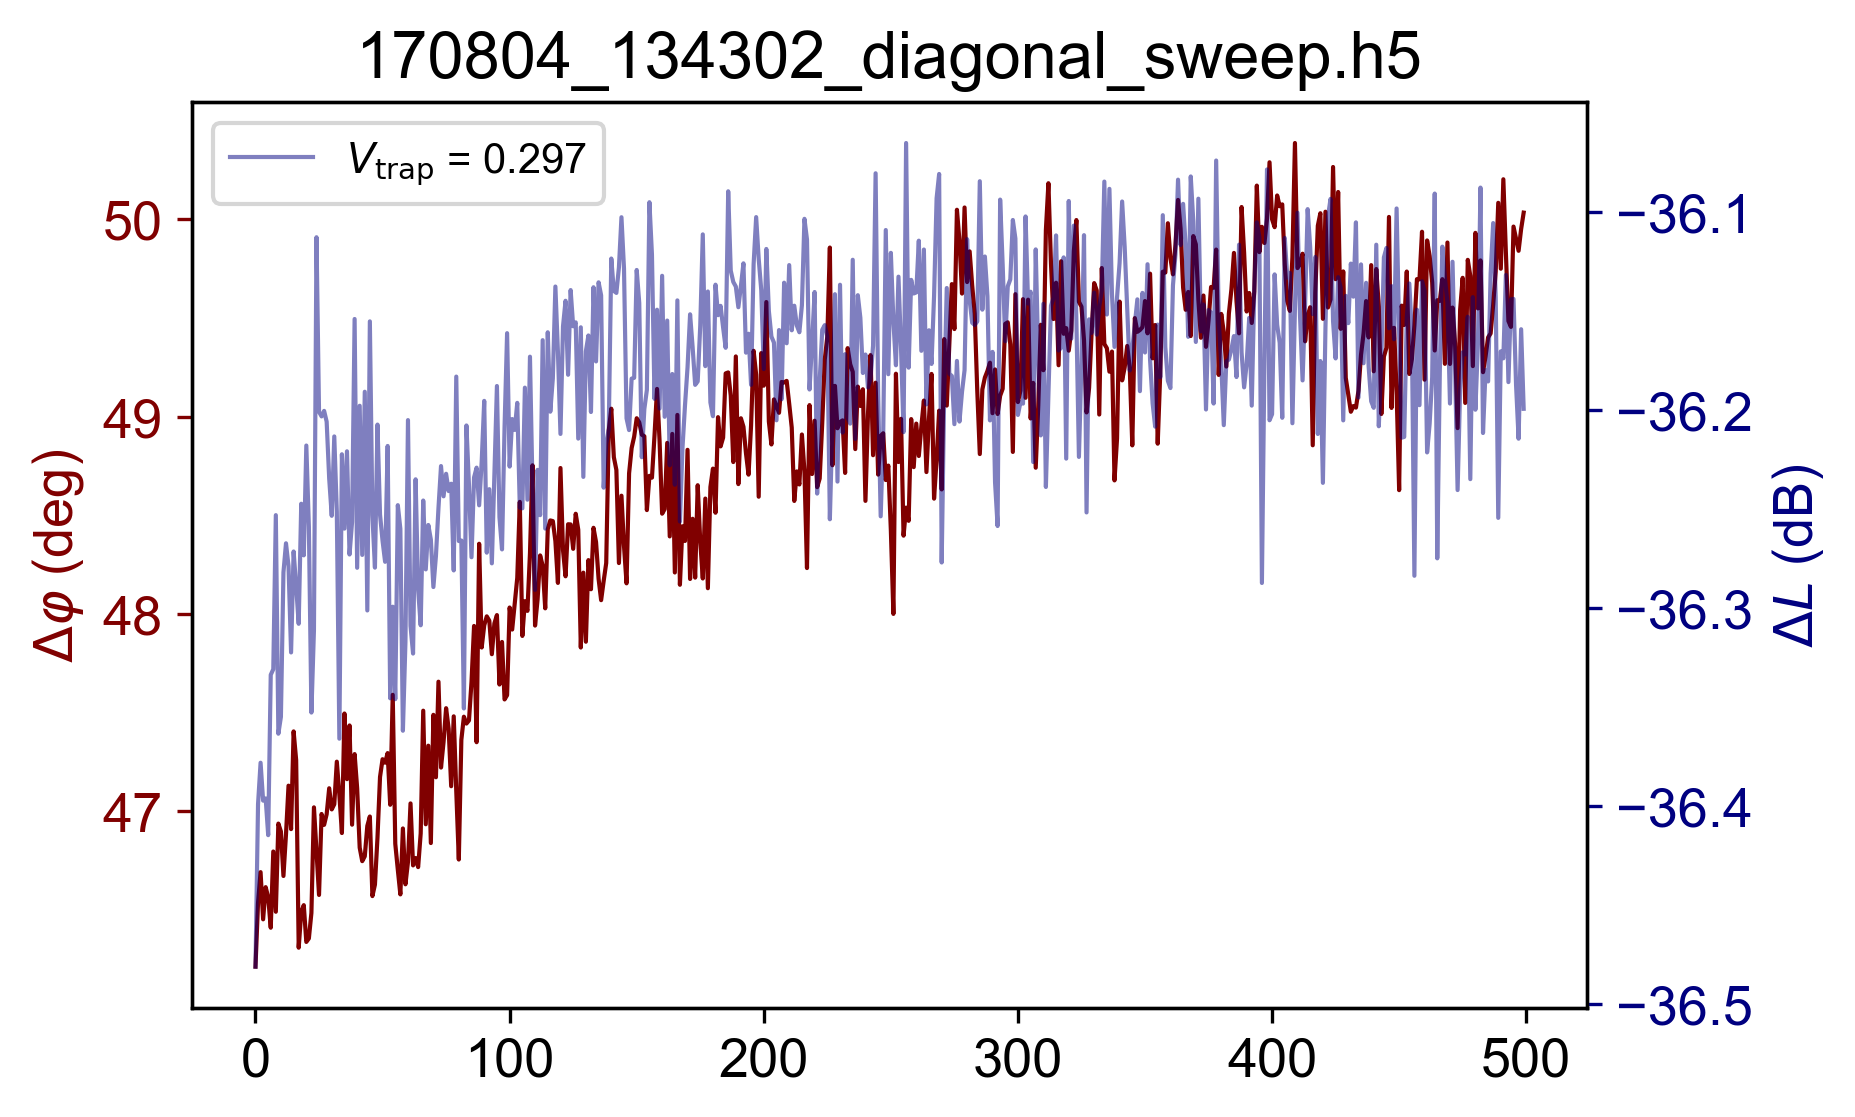 170804_134302_diagonal_sweep.h5
V_trap = 0.297
50
49
48
47
Δφ (deg)
−36.1
−36.2
−36.3
−36.4
−36.5
ΔL (dB)
0 100 200 300 400 500